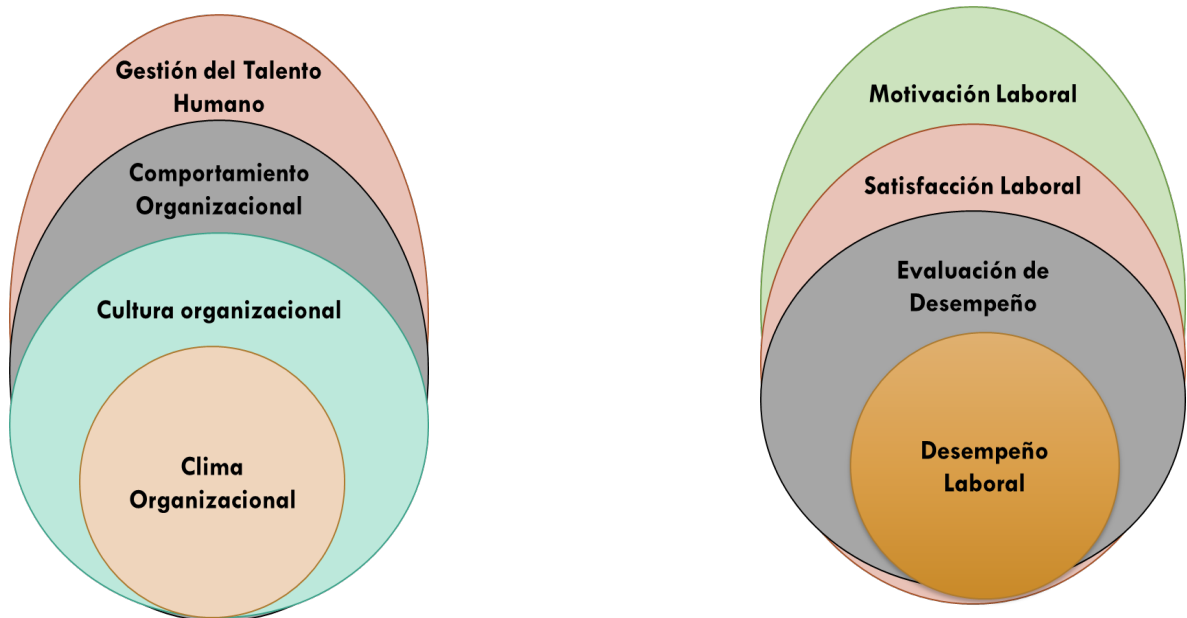 Gestión del Talento
Humano
Comportamiento
Organizacional
Cultura organizacional
Clima
Organizacional
Motivación Laboral
Satisfacción Laboral
Evaluación de
Desempeño
Desempeño
Laboral